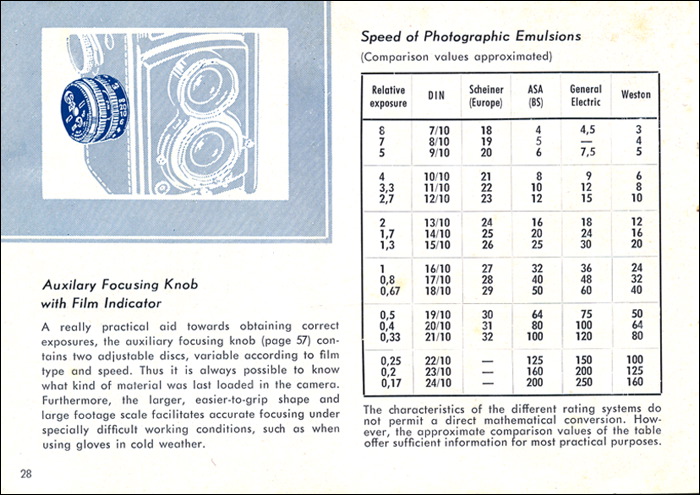 Auxilary Focusing Knob
with Film Indicator
A really practical aid towards obtaining correct
exposures, the auxiliary focusing knob (page 57) con-
tains two adjustable discs, variable according to film
type and speed. Thus it is always possible to know
what kind of material was last loaded in the camera.
Furthermore, the larger, easier-to-grip shape and
large footage scale facilitates accurate focusing under
specially difficult working conditions, such as when
using gloves in cold weather.
28
Speed of Photographic Emulsions
(Comparison values approximated)
Relative exposure DIN Scheiner (Europe) ASA (BS) General Electric Weston
8 7/10 18 4 4,5 3
7 8/10 19 5 — 4
5 9/10 20 6 7,5 5
4 10/10 21 8 9 6
3,3 11/10 22 10 12 8
2,7 12/10 23 12 15 10
2 13/10 24 16 18 12
1,7 14/10 25 20 24 16
1,3 15/10 26 25 30 20
1 16/10 27 32 36 24
0,8 17/10 28 40 48 32
0,67 18/10 29 50 60 40
0,5 19/10 30 64 75 50
0,4 20/10 31 80 100 64
0,33 21/10 32 100 120 80
0,25 22/10 — 125 150 100
0,2 23/10 — 160 200 125
0,17 24/10 — 200 250 160
The characteristics of the different rating systems do
not permit a direct mathematical conversion. How-
ever, the approximate comparison values of the table
offer sufficient information for most practical purposes.